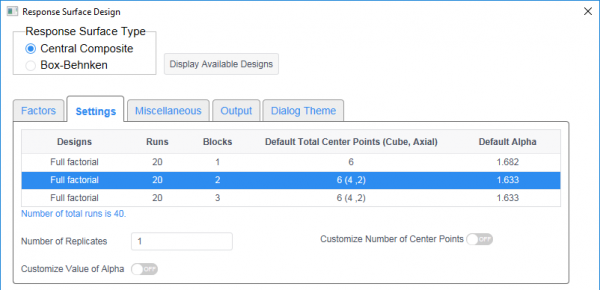 Response Surface Design
Response Surface Type
Central Composite
Box-Behnken
Display Available Designs
Factors Settings Miscellaneous Output Dialog Theme
Designs Runs Blocks Default Total Center Points (Cube, Axial) Default Alpha
Full factorial 20 1 6 1.682
Full factorial 20 2 6 (4 ,2) 1.633
Full factorial 20 3 6 (4 ,2) 1.633
Number of total runs is 40.
Number of Replicates 1 Customize Number of Center Points OFF
Customize Value of Alpha OFF